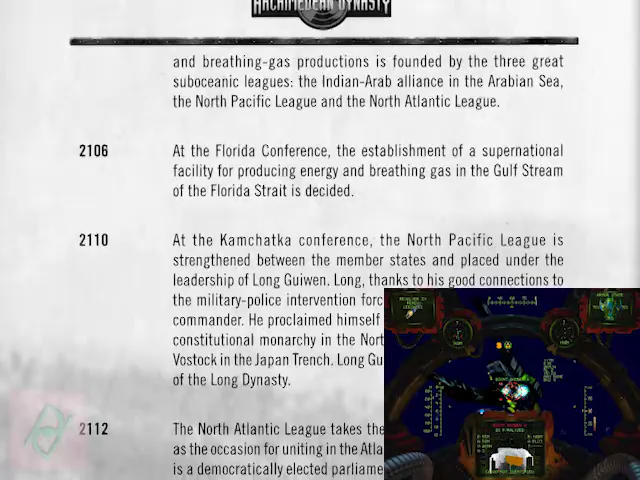 ARCHIMEDEAN DYNASTY
and breathing-gas productions is founded by the three great
suboceanic leagues: the Indian-Arab alliance in the Arabian Sea,
the North Pacific League and the North Atlantic League.
2106 At the Florida Conference, the establishment of a supernational
facility for producing energy and breathing gas in the Gulf Stream
of the Florida Strait is decided.
2110 At the Kamchatka conference, the North Pacific League is
strengthened between the member states and placed under the
leadership of Long Guiwen. Long, thanks to his good connections to
the military-police intervention forc
commander. He proclaimed himself
constitutional monarchy in the Nort
Vostock in the Japan Trench. Long Gu
of the Long Dynasty.
2112 The North Atlantic League takes the
as the occasion for uniting in the Atla
is a democratically elected parliame